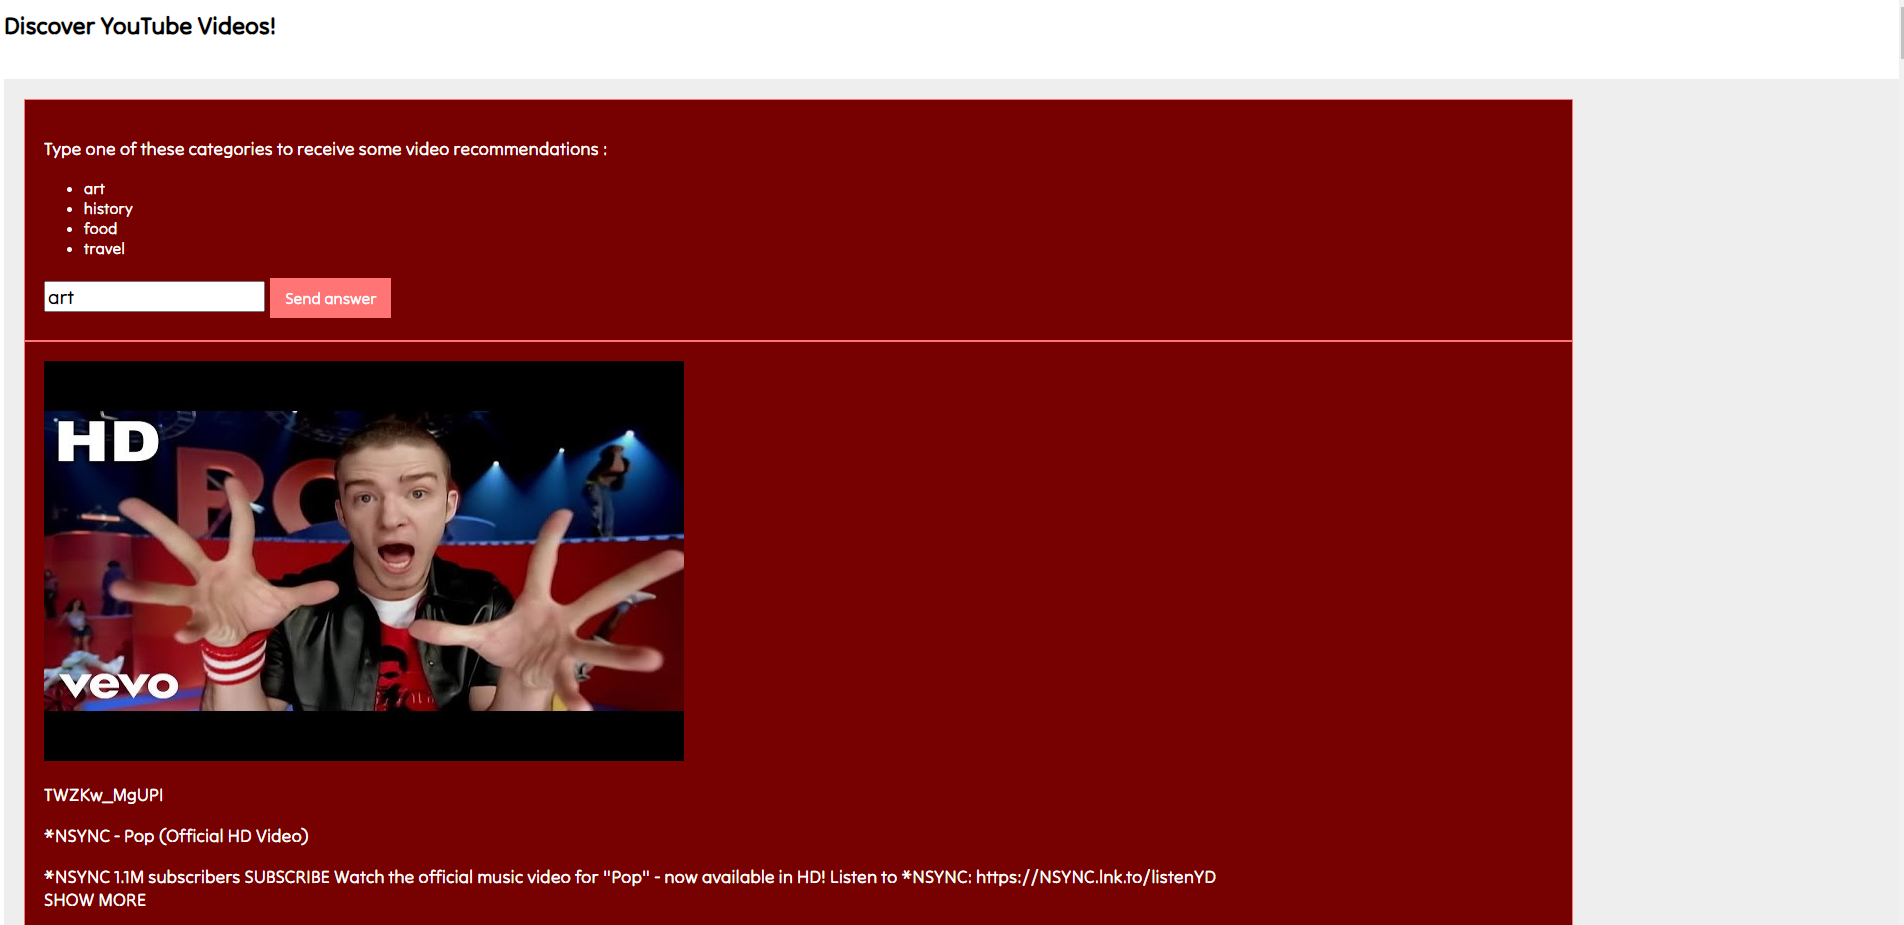 Discover YouTube Videos!
Type one of these categories to receive some video recommendations :
art
history
food
travel
art
Send answer
HD
PO
vevo
TWZKw_MgUPI
*NSYNC - Pop (Official HD Video)
*NSYNC 1.1M subscribers SUBSCRIBE Watch the official music video for "Pop" - now available in HD! Listen to *NSYNC: https://NSYNC.lnk.to/listenYD
SHOW MORE